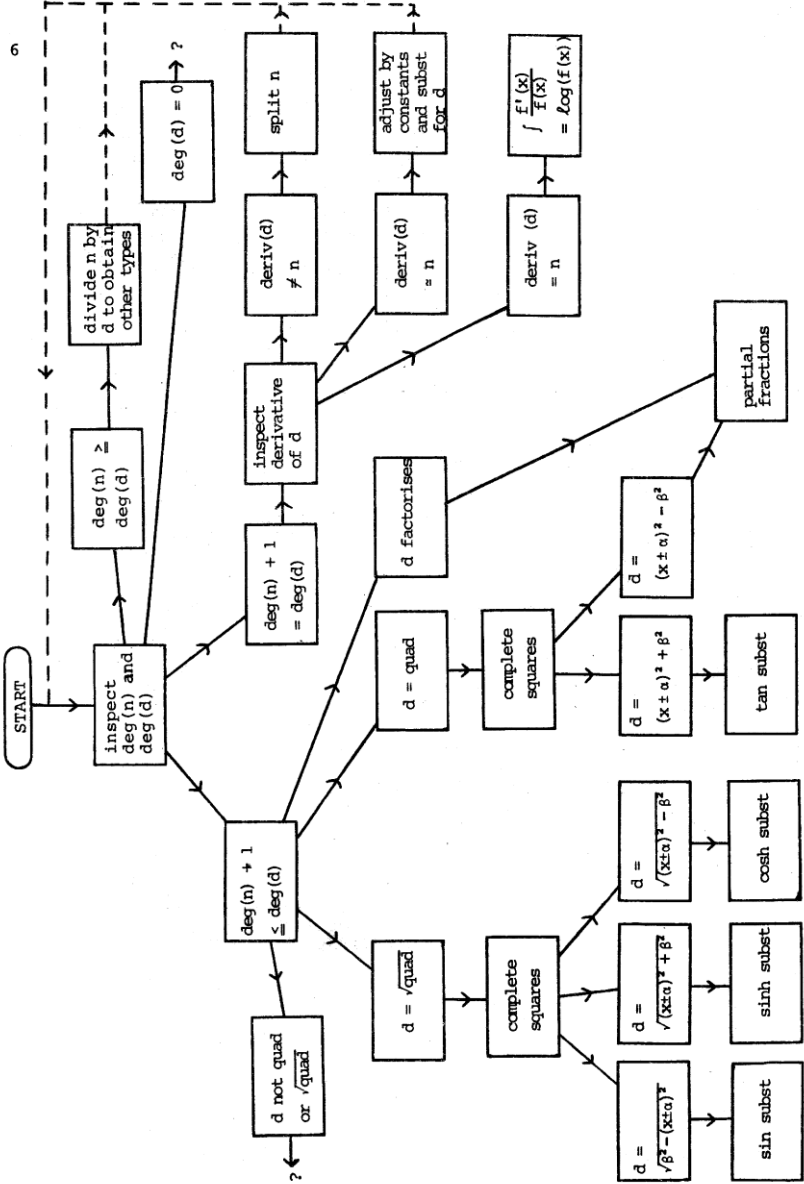 6
START
inspect
deg(n) and
deg(d)
deg(n) ≥
deg(d)
divide n by
d to obtain
other types
deg(d) = 0
?
deg(n) + 1
= deg(d)
inspect
derivative
of d
deriv(d)
≠ n
split n
deriv(d)
≃ n
adjust by
constants
and subst
for d
deriv (d)
= n
∫ f'(x)/f(x)
= log(f(x))
deg(n) + 1
≤ deg(d)
d factorises
partial
fractions
d = quad
complete
squares
d =
(x ± α)² − β²
d =
(x ± α)² + β²
tan subst
d = √quad
complete
squares
d =
√(x±α)² − β²
cosh subst
d =
√(x±α)² + β²
sinh subst
d =
√β²−(x±α)²
sin subst
d not quad
or √quad
?